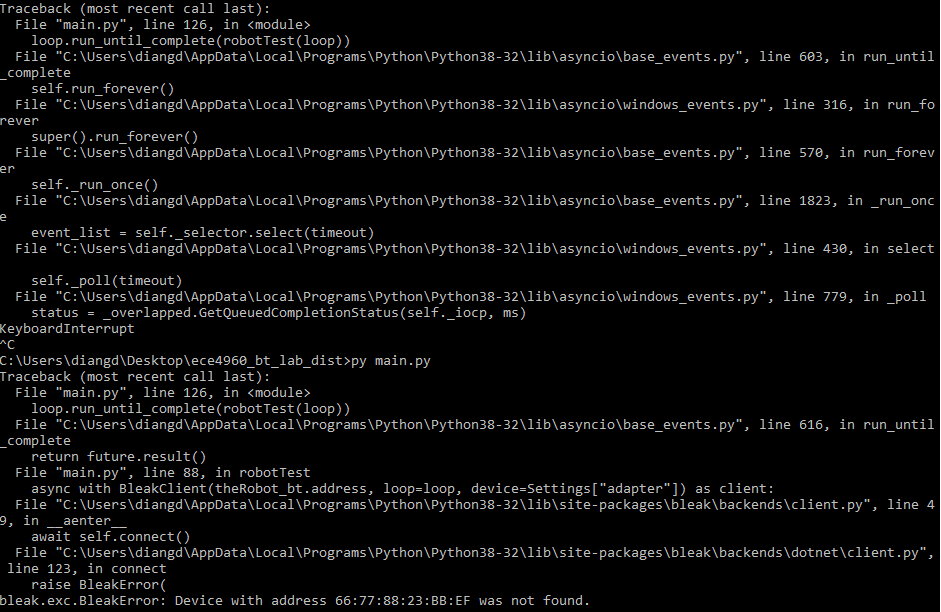 Traceback (most recent call last):
  File "main.py", line 126, in <module>
    loop.run_until_complete(robotTest(loop))
  File "C:\Users\diangd\AppData\Local\Programs\Python\Python38-32\lib\asyncio\base_events.py", line 603, in run_until
_complete
    self.run_forever()
  File "C:\Users\diangd\AppData\Local\Programs\Python\Python38-32\lib\asyncio\windows_events.py", line 316, in run_fo
rever
    super().run_forever()
  File "C:\Users\diangd\AppData\Local\Programs\Python\Python38-32\lib\asyncio\base_events.py", line 570, in run_forev
er
    self._run_once()
  File "C:\Users\diangd\AppData\Local\Programs\Python\Python38-32\lib\asyncio\base_events.py", line 1823, in _run_onc
e
    event_list = self._selector.select(timeout)
  File "C:\Users\diangd\AppData\Local\Programs\Python\Python38-32\lib\asyncio\windows_events.py", line 430, in select
    self._poll(timeout)
  File "C:\Users\diangd\AppData\Local\Programs\Python\Python38-32\lib\asyncio\windows_events.py", line 779, in _poll
    status = _overlapped.GetQueuedCompletionStatus(self._iocp, ms)
KeyboardInterrupt
^C
C:\Users\diangd\Desktop\ece4960_bt_lab_dist>py main.py
Traceback (most recent call last):
  File "main.py", line 126, in <module>
    loop.run_until_complete(robotTest(loop))
  File "C:\Users\diangd\AppData\Local\Programs\Python\Python38-32\lib\asyncio\base_events.py", line 616, in run_until
_complete
    return future.result()
  File "main.py", line 88, in robotTest
    async with BleakClient(theRobot_bt.address, loop=loop, device=Settings["adapter"]) as client:
  File "C:\Users\diangd\AppData\Local\Programs\Python\Python38-32\lib\site-packages\bleak\backends\client.py", line 4
9, in __aenter__
    await self.connect()
  File "C:\Users\diangd\AppData\Local\Programs\Python\Python38-32\lib\site-packages\bleak\backends\dotnet\client.py",
 line 123, in connect
    raise BleakError(
bleak.exc.BleakError: Device with address 66:77:88:23:BB:EF was not found.